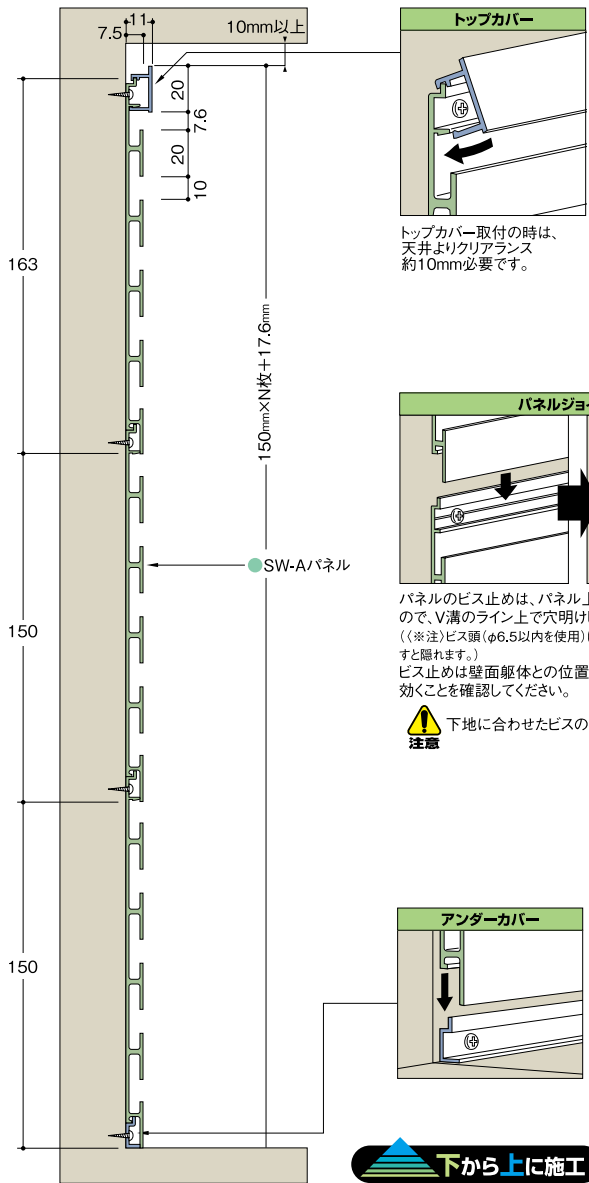 11
7.5
10mm以上
20
7.6
20
10
163
150mm×N枚+17.6mm
SW-Aパネル
150
150
トップカバー
トップカバー取付の時は、
天井よりクリアランス
約10mm必要です。
パネルジョ
パネルのビス止めは、パネル上
ので、V溝のライン上で穴明け
(〈※注〉ビス頭(φ6.5以内を使用)
すと隠れます。)
ビス止めは壁面躯体との位置
効くことを確認してください。
注意
下地に合わせたビスの
アンダーカバー
下から上に施工